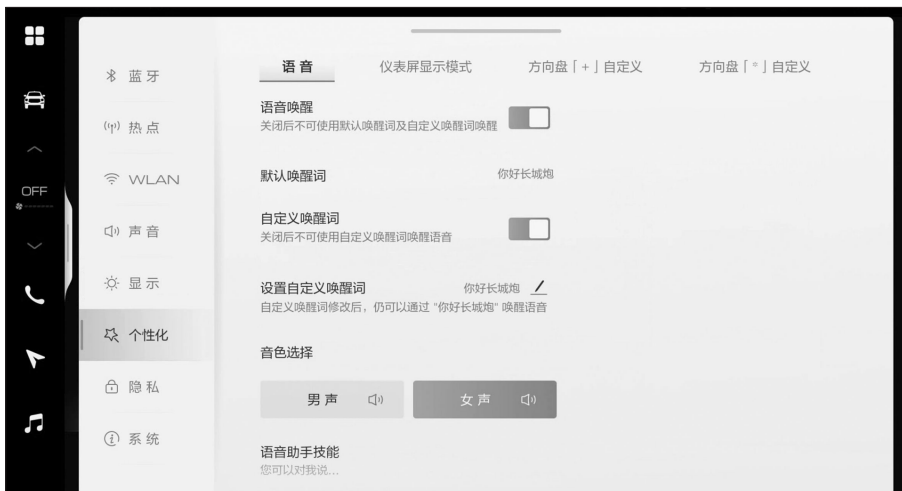 语音
仪表屏显示模式
方向盘「+」自定义
方向盘「*」自定义
OFF
蓝牙
热点
WLAN
声音
显示
个性化
隐私
系统
语音唤醒
关闭后不可使用默认唤醒词及自定义唤醒词唤醒
默认唤醒词
你好长城炮
自定义唤醒词
关闭后不可使用自定义唤醒词唤醒语音
设置自定义唤醒词
你好长城炮
自定义唤醒词修改后，仍可以通过 "你好长城炮" 唤醒语音
音色选择
男声
女声
语音助手技能
您可以对我说...